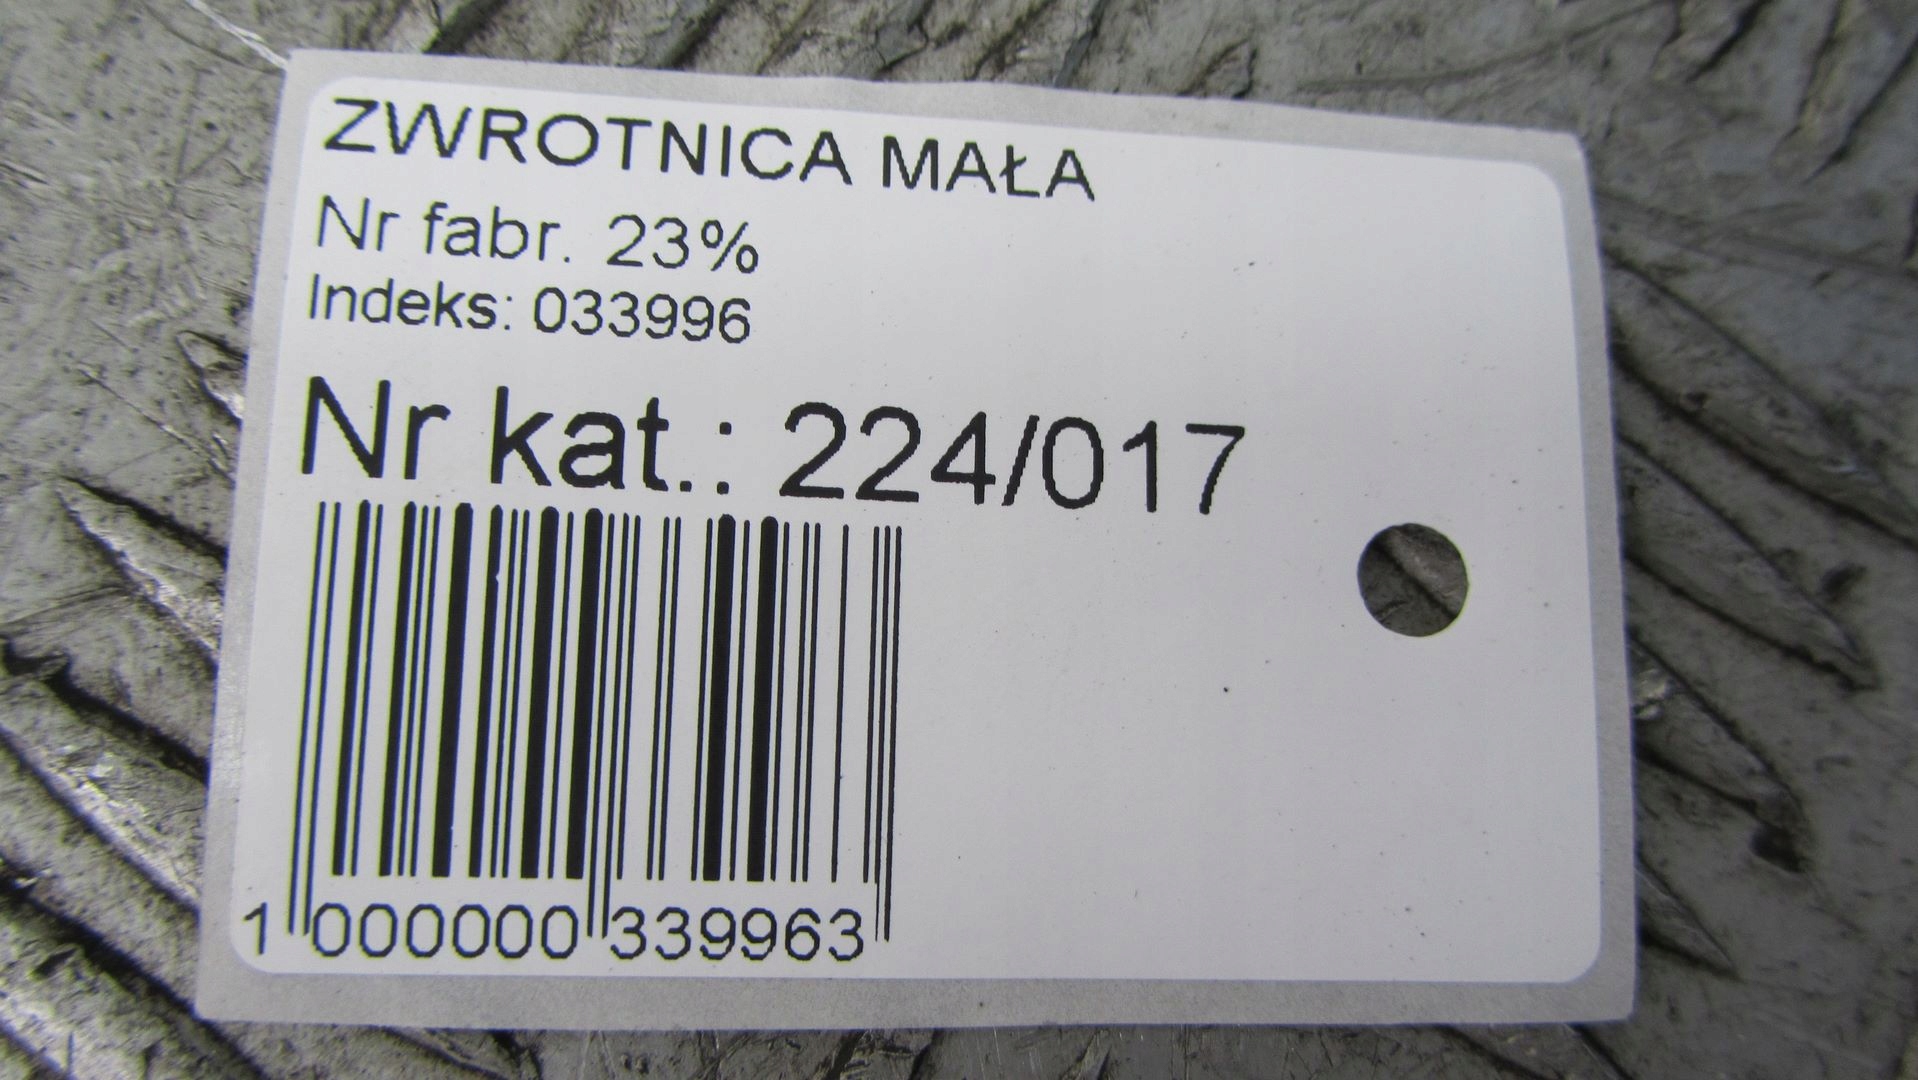 ZWROTNICA MAŁA
Nr fabr. 23%
Indeks: 033996
Nr kat.: 224/017
1 000000 339963